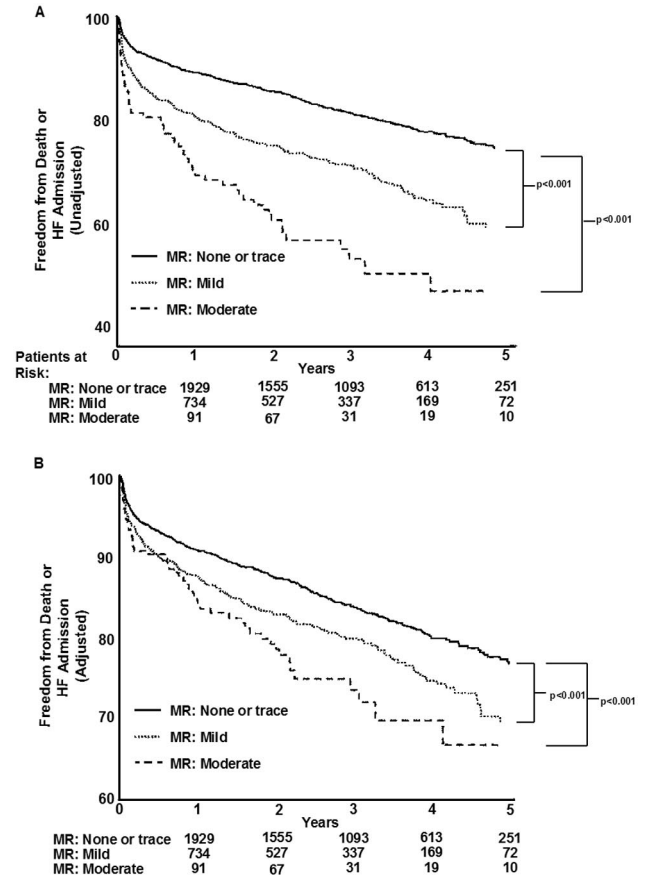 A
Freedom from Death or
HF Admission
(Unadjusted)
100
80
60
40
p<0.001
p<0.001
MR: None or trace
MR: Mild
MR: Moderate
0 1 2 3 4 5
Years
Patients at
Risk:
MR: None or trace 1929 1555 1093 613 251
MR: Mild 734 527 337 169 72
MR: Moderate 91 67 31 19 10
B
Freedom from Death or
HF Admission
(Adjusted)
100
90
80
70
60
p<0.001
p<0.001
MR: None or trace
MR: Mild
MR: Moderate
0 1 2 3 4 5
Years
MR: None or trace 1929 1555 1093 613 251
MR: Mild 734 527 337 169 72
MR: Moderate 91 67 31 19 10